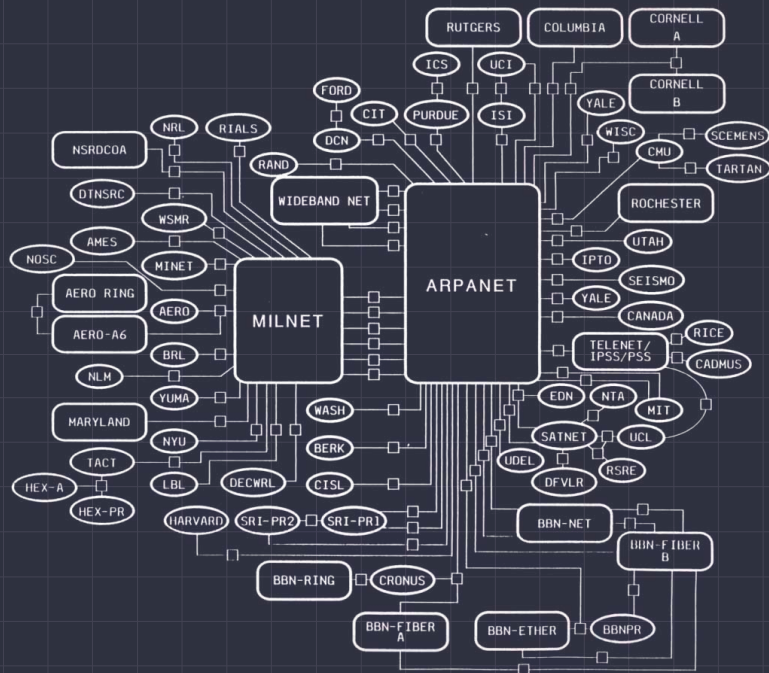 RUTGERS
COLUMBIA
CORNELL
A
ICS
UCI
CORNELL
B
FORD
CIT
PURDUE
ISI
YALE
NRL
RIALS
DCN
WISC
SCEMENS
NSRDCOA
CMU
RAND
TARTAN
DTNSRC
WIDEBAND NET
ROCHESTER
WSMR
AMES
UTAH
NOSC
MINET
IPTO
AERO RING
ARPANET
SEISMO
AERO
MILNET
YALE
CANADA
AERO-A6
RICE
BRL
TELENET/
IPSS/PSS
CADMUS
NLM
YUMA
EDN
NTA
MIT
WASH
MARYLAND
NYU
SATNET
UCL
BERK
TACT
UDEL
RSRE
HEX-A
LBL
DECWRL
CISL
DFVLR
HEX-PR
HARVARD
SRI-PR2
SRI-PR1
BBN-NET
BBN-FIBER
B
BBN-RING
CRONUS
BBN-FIBER
A
BBN-ETHER
BBNPR